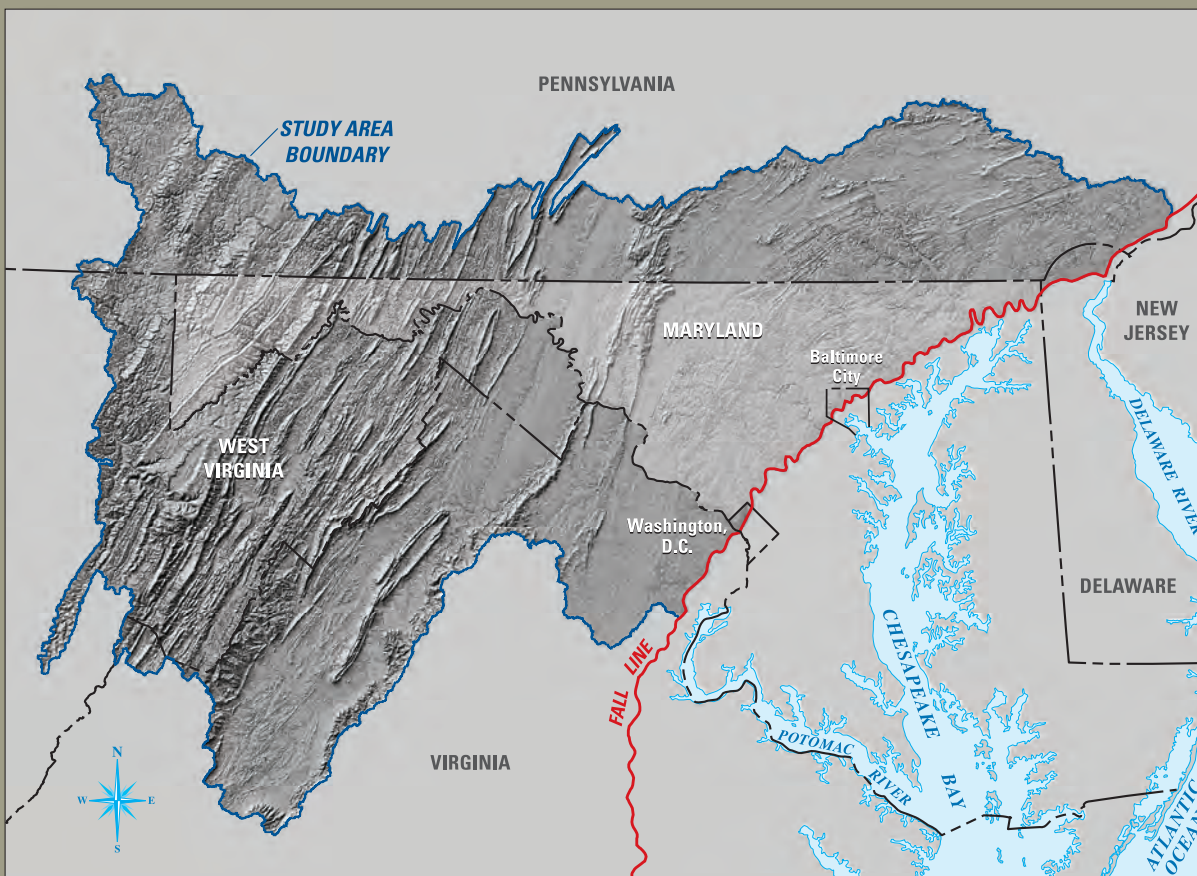 PENNSYLVANIA
STUDY AREA
BOUNDARY
MARYLAND
NEW
JERSEY
Baltimore
City
DELAWARE RIVER
WEST
VIRGINIA
Washington,
D.C.
DELAWARE
CHESAPEAKE
BAY
FALL LINE
POTOMAC
RIVER
VIRGINIA
N
W E
S
ATLANTIC
OCEAN